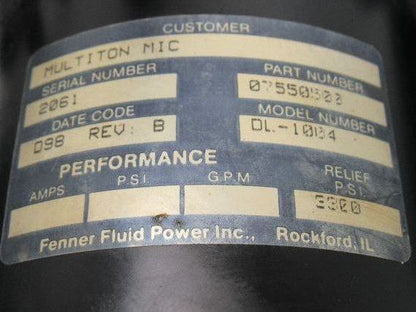 CUSTOMER
MULTITON MIC
SERIAL NUMBER PART NUMBER
2061 07550500
DATE CODE MODEL NUMBER
D98 REV: B DL-1004
PERFORMANCE
AMPS P.S.I. G.P.M. RELIEF P.S.I.
3300
Fenner Fluid Power Inc., Rockford, IL